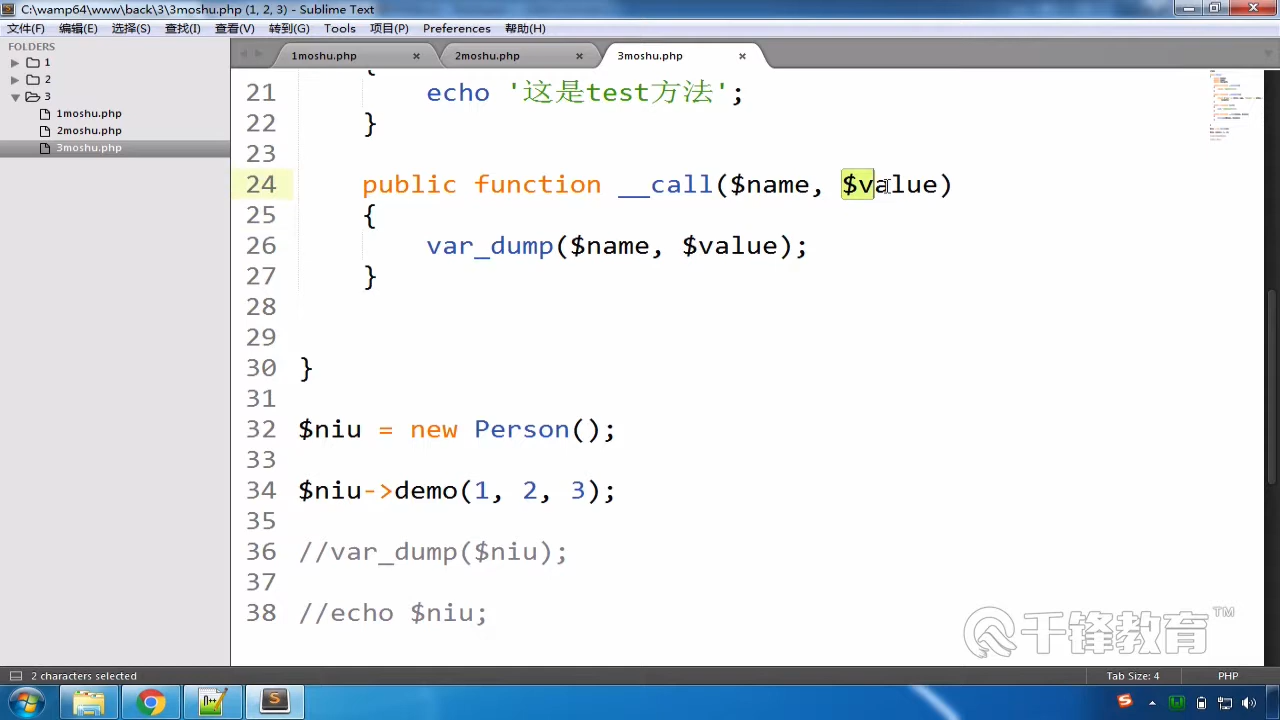 C:\wamp64\www\back\3\3moshu.php (1, 2, 3) - Sublime Text
文件(F) 编辑(E) 选择(S) 查找(I) 查看(V) 转到(G) Tools 项目(P) Preferences 帮助(H)
FOLDERS
1
2
3
1moshu.php
2moshu.php
3moshu.php
1moshu.php × 2moshu.php × 3moshu.php ×
{
21 echo '这是test方法';
22 }
23
24 public function __call($name, $value)
25 {
26 var_dump($name, $value);
27 }
28
29
30 }
31
32 $niu = new Person();
33
34 $niu->demo(1, 2, 3);
35
36 //var_dump($niu);
37
38 //echo $niu;
千锋教育™
2 characters selected Tab Size: 4 PHP